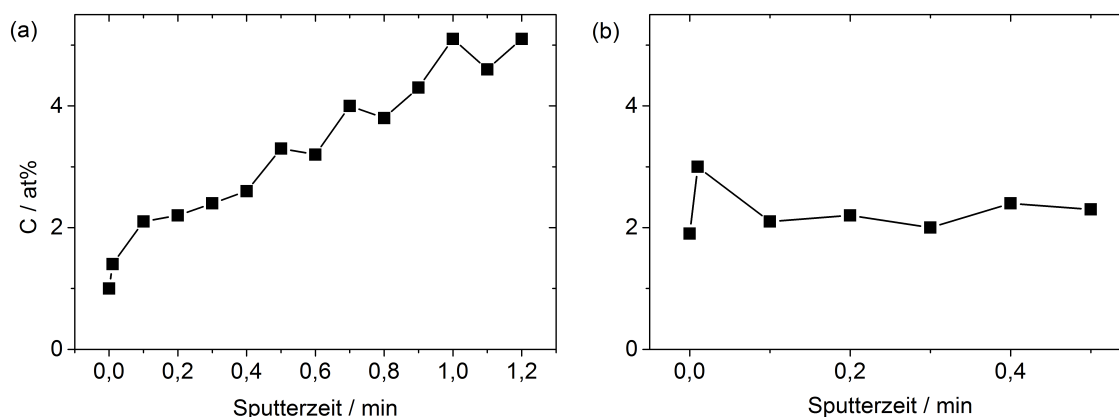 (a)
4
2
0
C / at%
0,0 0,2 0,4 0,6 0,8 1,0 1,2
Sputterzeit / min
(b)
4
2
0
0,0 0,2 0,4
Sputterzeit / min